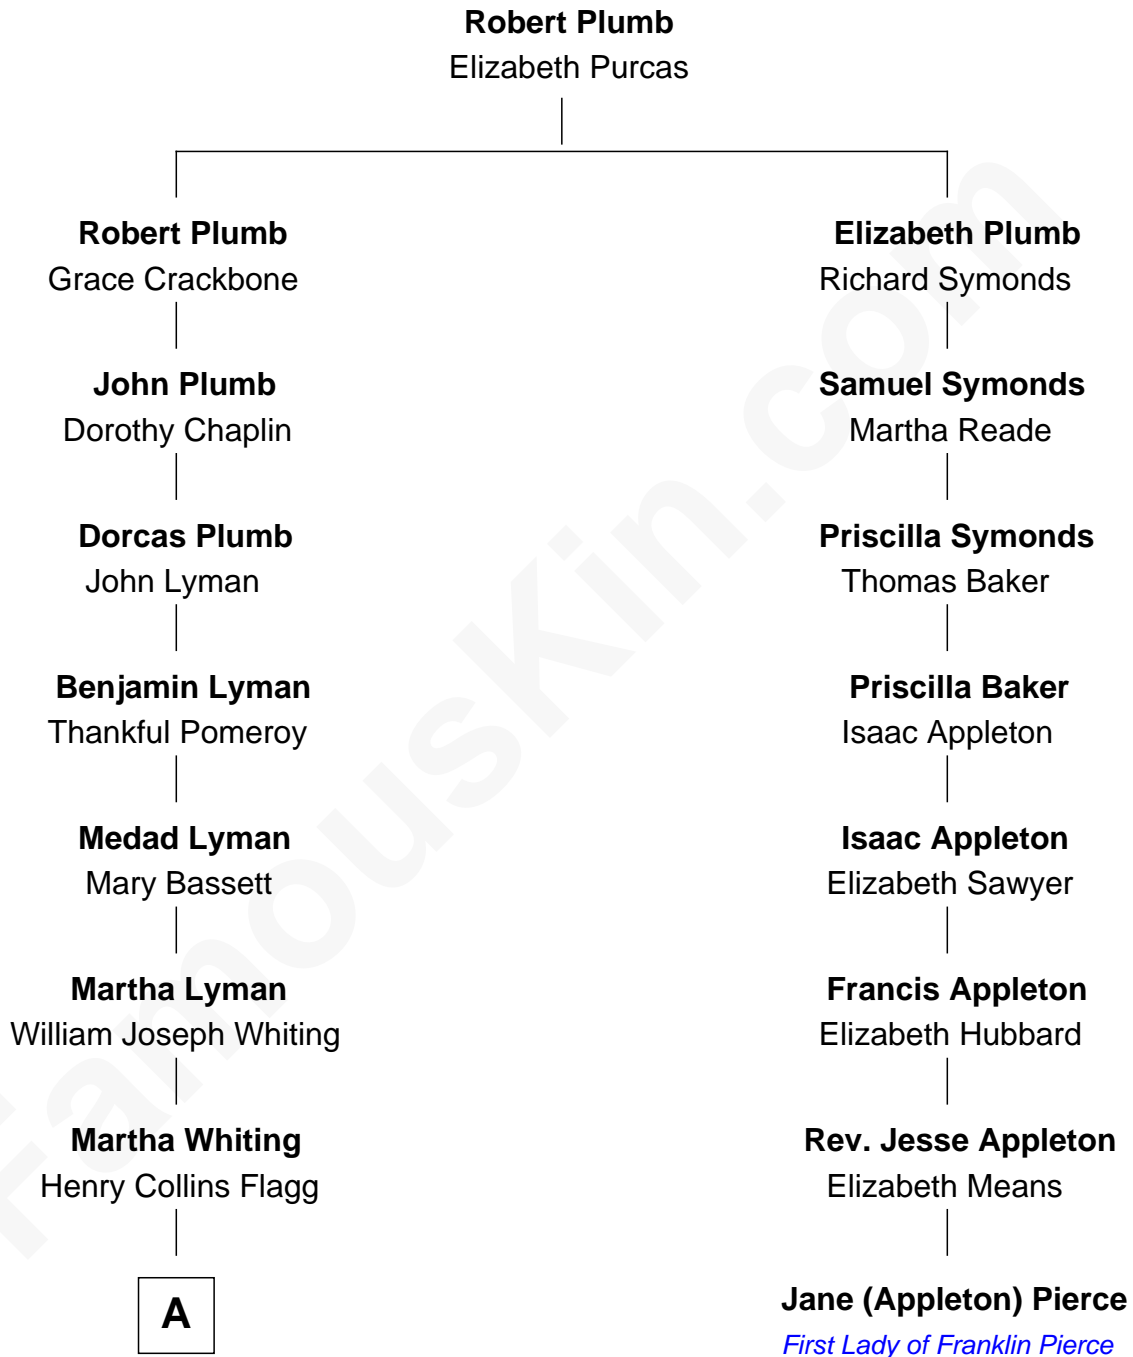 Robert Plumb
Elizabeth Purcas
Robert Plumb
Grace Crackbone
Elizabeth Plumb
Richard Symonds
John Plumb
Dorothy Chaplin
Samuel Symonds
Martha Reade
Dorcas Plumb
John Lyman
Priscilla Symonds
Thomas Baker
Benjamin Lyman
Thankful Pomeroy
Priscilla Baker
Isaac Appleton
Medad Lyman
Mary Bassett
Isaac Appleton
Elizabeth Sawyer
Martha Lyman
William Joseph Whiting
Francis Appleton
Elizabeth Hubbard
Martha Whiting
Henry Collins Flagg
Rev. Jesse Appleton
Elizabeth Means
A
Jane (Appleton) Pierce
First Lady of Franklin Pierce
FamousKin.com